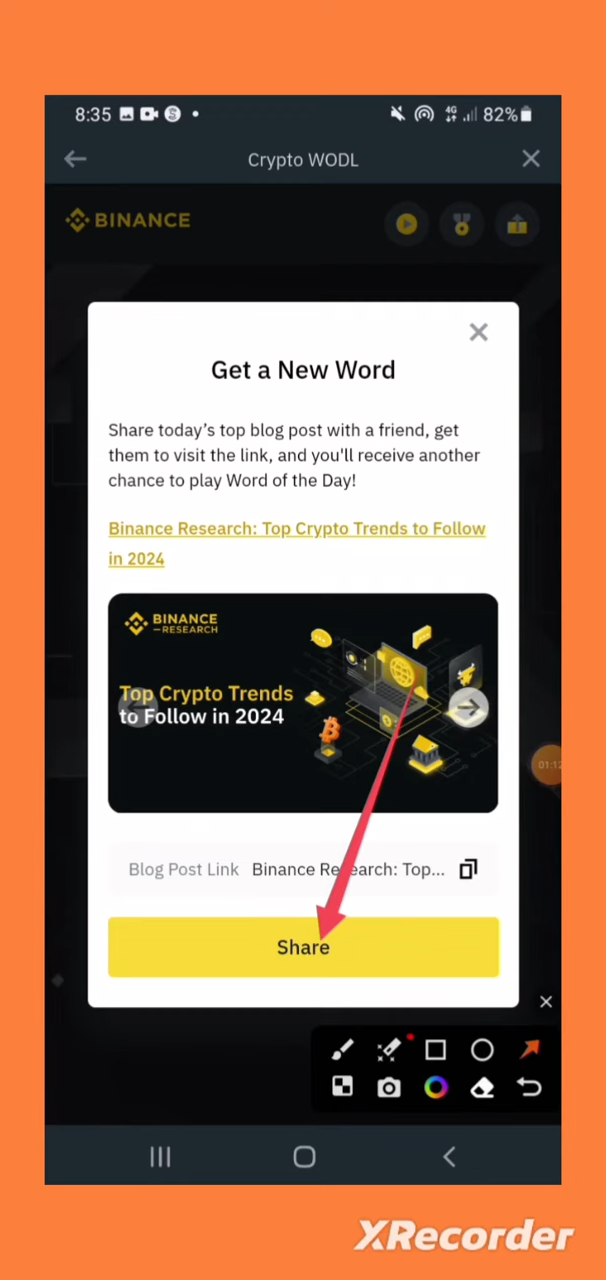 8:35
4G
82%
Crypto WODL
BINANCE
Get a New Word
Share today's top blog post with a friend, get
them to visit the link, and you'll receive another
chance to play Word of the Day!
Binance Research: Top Crypto Trends to Follow
in 2024
BINANCE
RESEARCH
Top Crypto Trends
to Follow in 2024
01:12
Blog Post Link Binance Research: Top...
Share
XRecorder